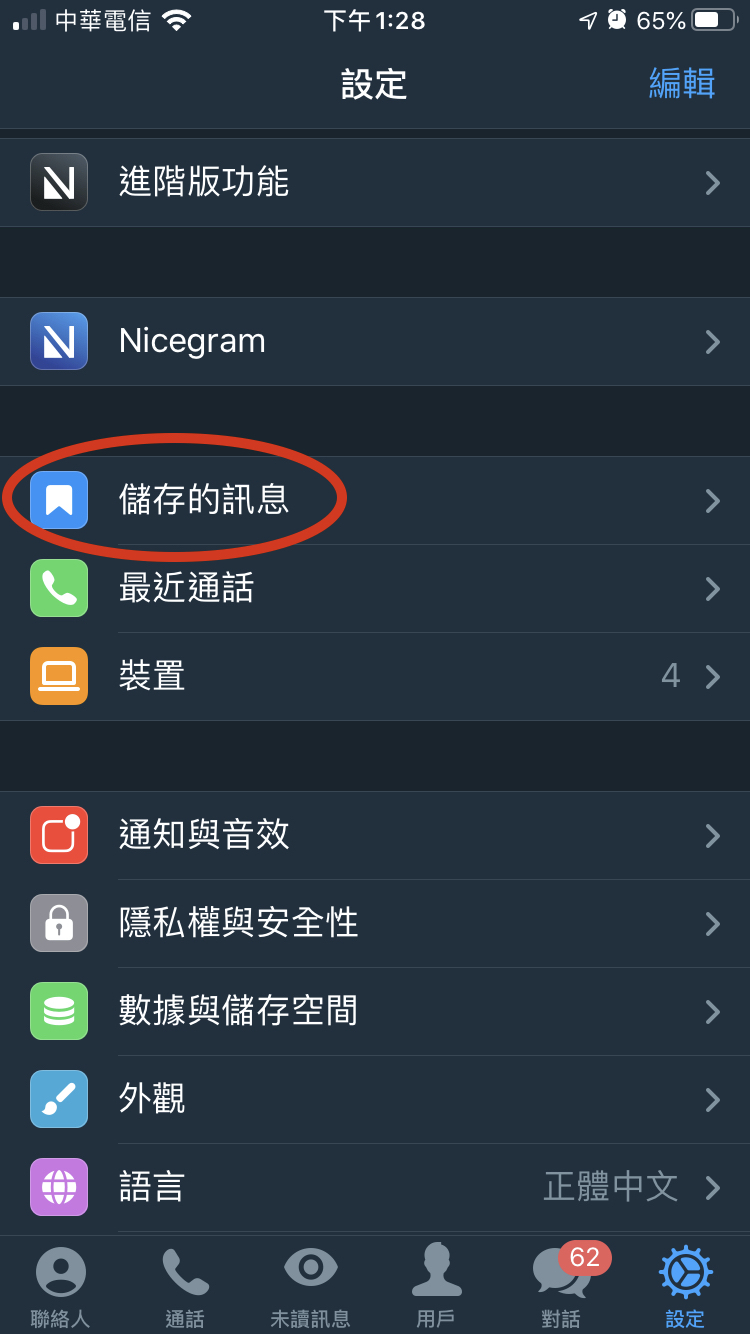 中華電信
下午1:28
65%
設定
編輯
進階版功能
Nicegram
儲存的訊息
最近通話
裝置
4
通知與音效
隱私權與安全性
數據與儲存空間
外觀
語言
正體中文
聯絡人
通話
未讀訊息
用戶
62
對話
設定